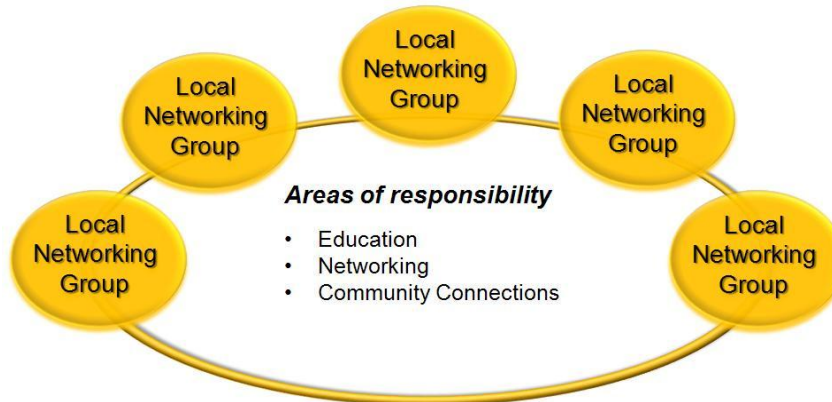 Local
Networking
Group
Local
Networking
Group
Local
Networking
Group
Local
Networking
Group
Local
Networking
Group
Areas of responsibility
• Education
• Networking
• Community Connections